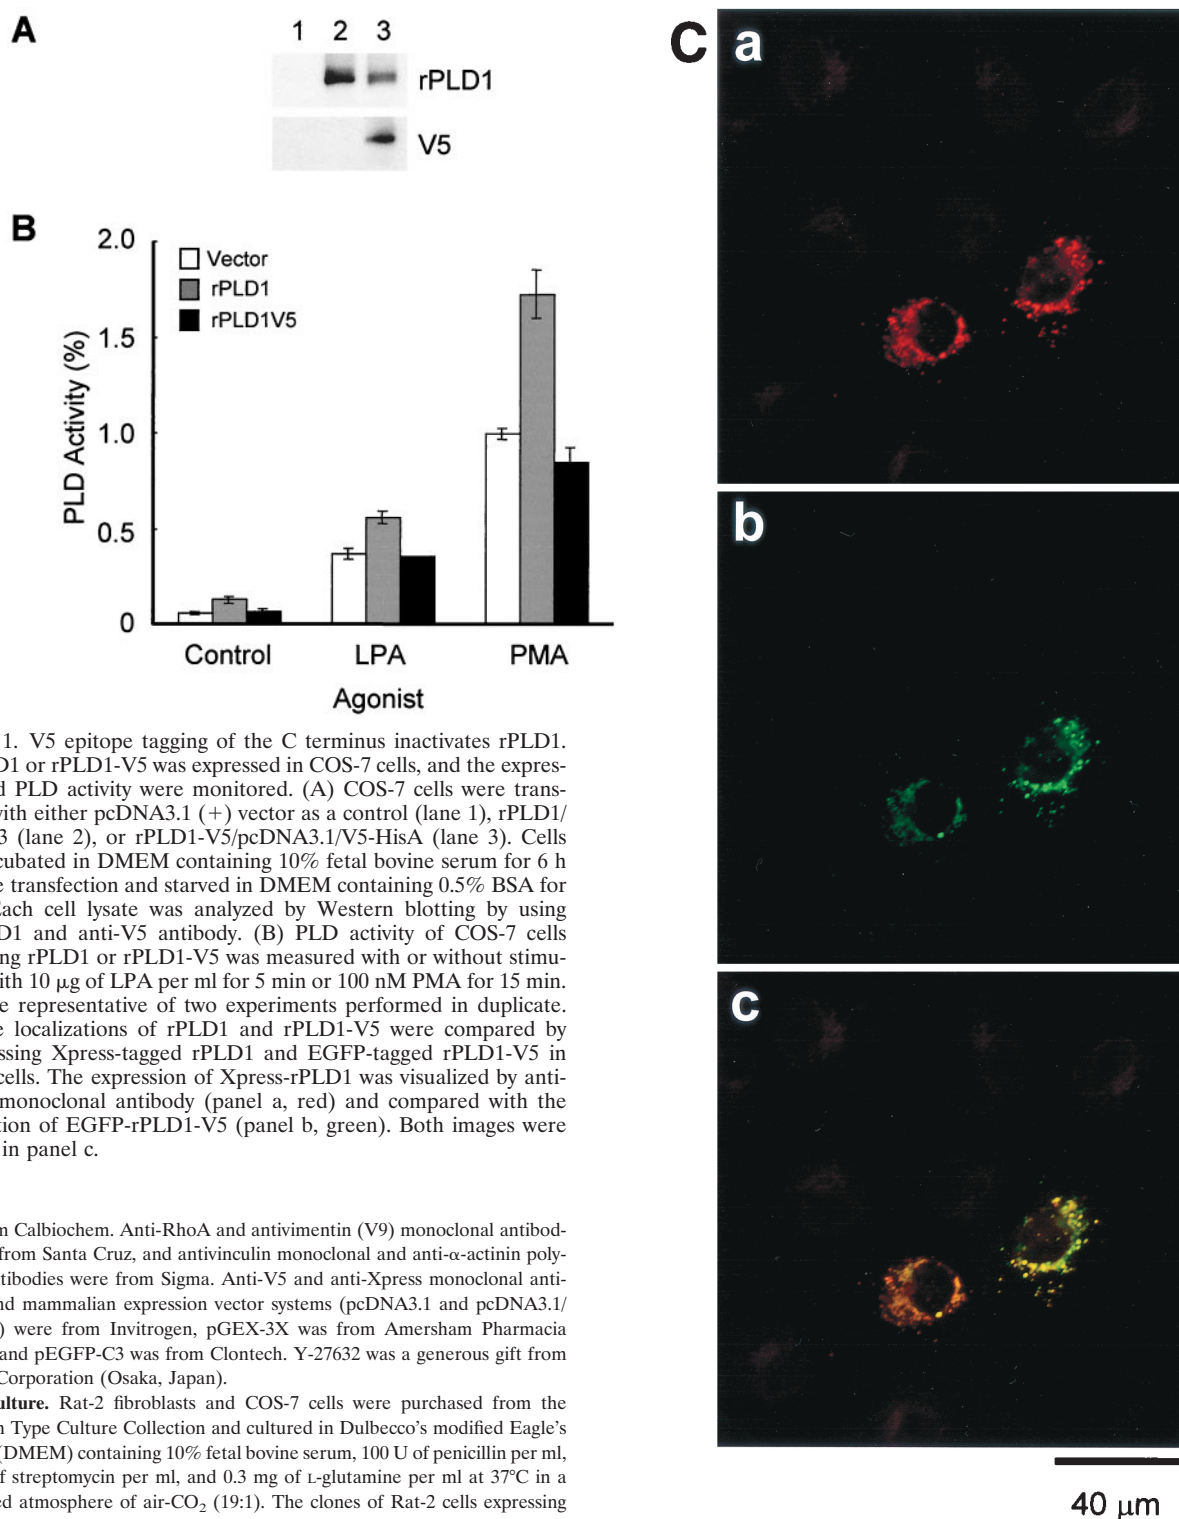 A
1 2 3
rPLD1
V5
B
2.0
1.5
1.0
0.5
0
PLD Activity (%)
Vector
rPLD1
rPLD1V5
Control LPA PMA
Agonist
1. V5 epitope tagging of the C terminus inactivates rPLD1.
D1 or rPLD1-V5 was expressed in COS-7 cells, and the expres-
d PLD activity were monitored. (A) COS-7 cells were trans-
with either pcDNA3.1 (+) vector as a control (lane 1), rPLD1/
3 (lane 2), or rPLD1-V5/pcDNA3.1/V5-HisA (lane 3). Cells
cubated in DMEM containing 10% fetal bovine serum for 6 h
e transfection and starved in DMEM containing 0.5% BSA for
Each cell lysate was analyzed by Western blotting by using
D1 and anti-V5 antibody. (B) PLD activity of COS-7 cells
ng rPLD1 or rPLD1-V5 was measured with or without stimu-
ith 10 μg of LPA per ml for 5 min or 100 nM PMA for 15 min.
e representative of two experiments performed in duplicate.
e localizations of rPLD1 and rPLD1-V5 were compared by
ssing Xpress-tagged rPLD1 and EGFP-tagged rPLD1-V5 in
cells. The expression of Xpress-rPLD1 was visualized by anti-
monoclonal antibody (panel a, red) and compared with the
tion of EGFP-rPLD1-V5 (panel b, green). Both images were
in panel c.
m Calbiochem. Anti-RhoA and antivimentin (V9) monoclonal antibod-
from Santa Cruz, and antivinculin monoclonal and anti-α-actinin poly-
tibodies were from Sigma. Anti-V5 and anti-Xpress monoclonal anti-
nd mammalian expression vector systems (pcDNA3.1 and pcDNA3.1/
) were from Invitrogen, pGEX-3X was from Amersham Pharmacia
and pEGFP-C3 was from Clontech. Y-27632 was a generous gift from
Corporation (Osaka, Japan).
ulture. Rat-2 fibroblasts and COS-7 cells were purchased from the
n Type Culture Collection and cultured in Dulbecco's modified Eagle's
(DMEM) containing 10% fetal bovine serum, 100 U of penicillin per ml,
f streptomycin per ml, and 0.3 mg of L-glutamine per ml at 37°C in a
ed atmosphere of air-CO2 (19:1). The clones of Rat-2 cells expressing
C
a
b
c
40 μm